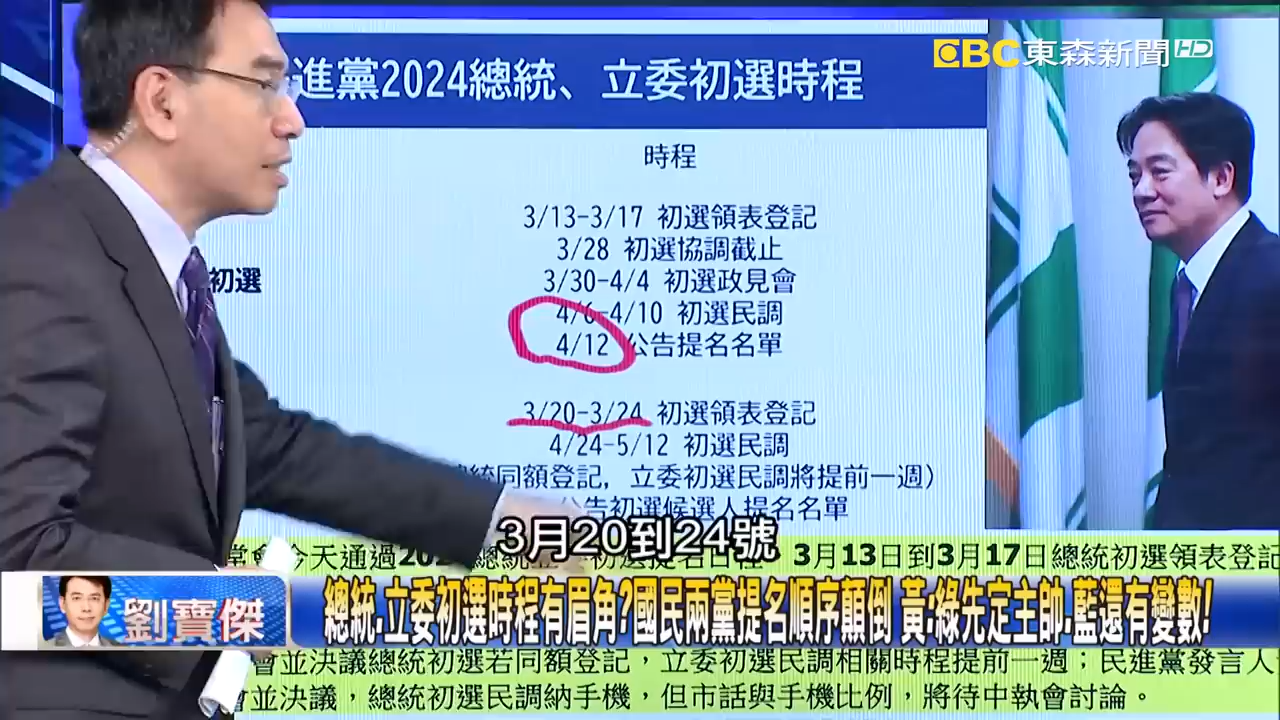 EBC東森新聞HD
進黨2024總統、立委初選時程
時程
3/13-3/17 初選領表登記
3/28 初選協調截止
初選
3/30-4/4 初選政見會
4/6-4/10 初選民調
4/12 公告提名名單
3/20-3/24 初選領表登記
4/24-5/12 初選民調
總統同額登記, 立委初選民調將提前一週)
公告初選候選人提名名單
3月20到24號
3月13日到3月17日總統初選領表登記
劉寶傑
總統.立委初選時程有眉角?國民兩黨提名順序顛倒 黃:綠先定主帥.藍還有變數!
會並決議總統初選若同額登記，立委初選民調相關時程提前一週；民進黨發言人
會並決議，總統初選民調納手機，但市話與手機比例，將待中執會討論。